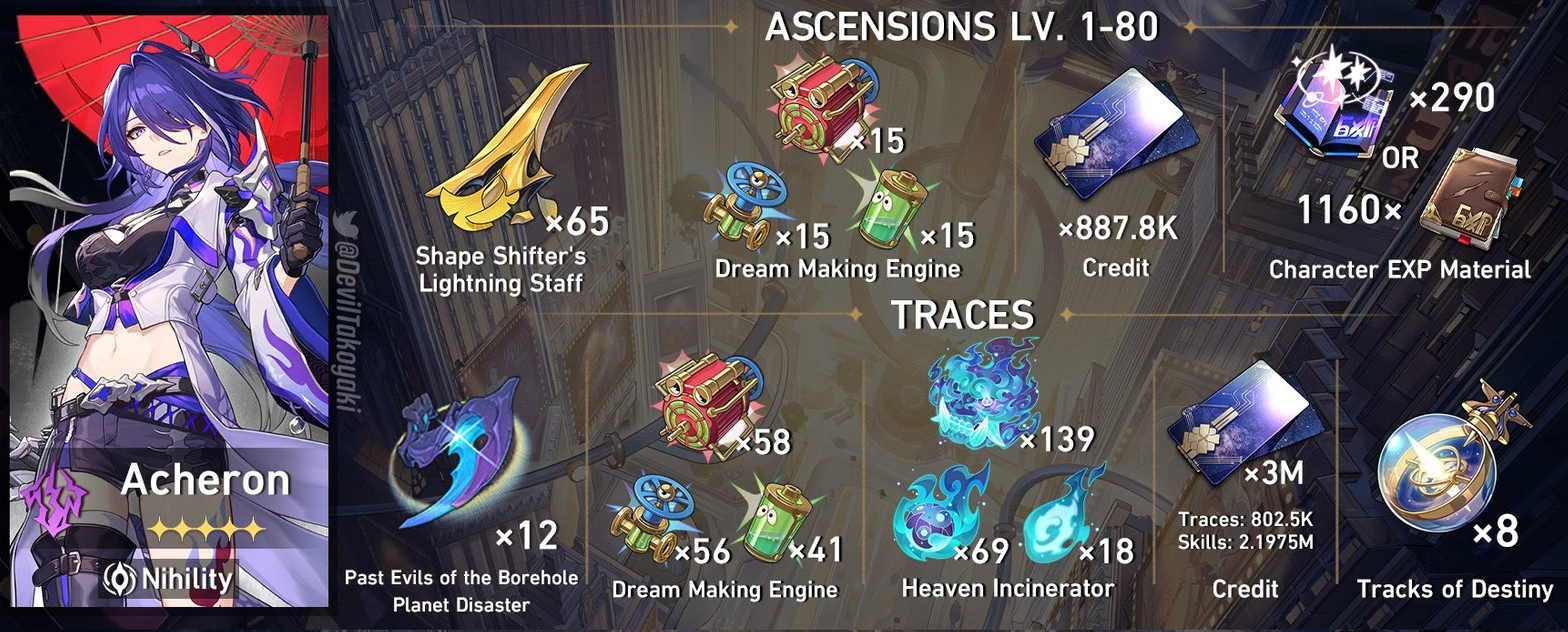 ASCENSIONS LV. 1-80
×65
Shape Shifter's
Lightning Staff
×15
×15
×15
Dream Making Engine
×887.8K
Credit
×290
OR
1160×
EXP
Character EXP Material
@DevilTakoyaki
TRACES
Acheron
Nihility
×12
Past Evils of the Borehole
Planet Disaster
×58
×56
×41
Dream Making Engine
×139
×69
×18
Heaven Incinerator
×3M
Traces: 802.5K
Skills: 2.1975M
Credit
×8
Tracks of Destiny